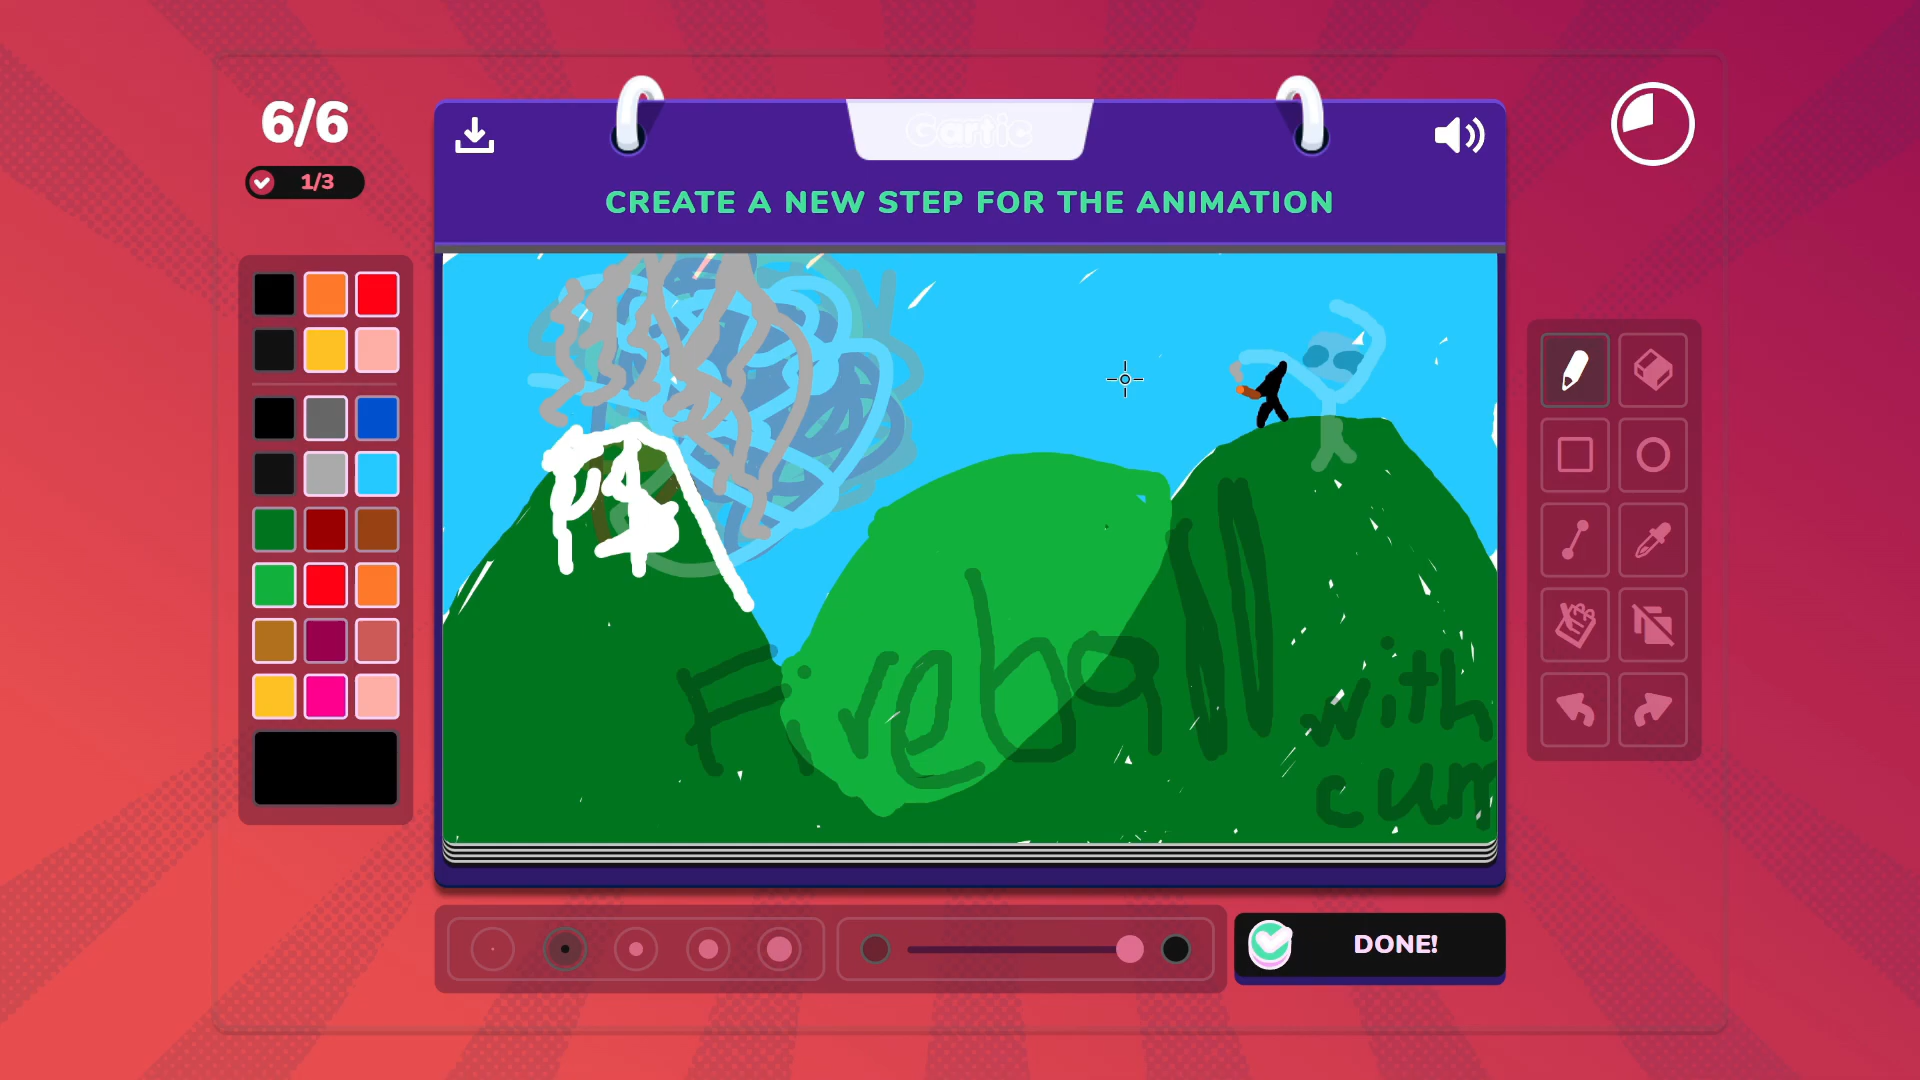 6/6
1/3
Gartic
CREATE A NEW STEP FOR THE ANIMATION
Fireball
with
cum
DONE!